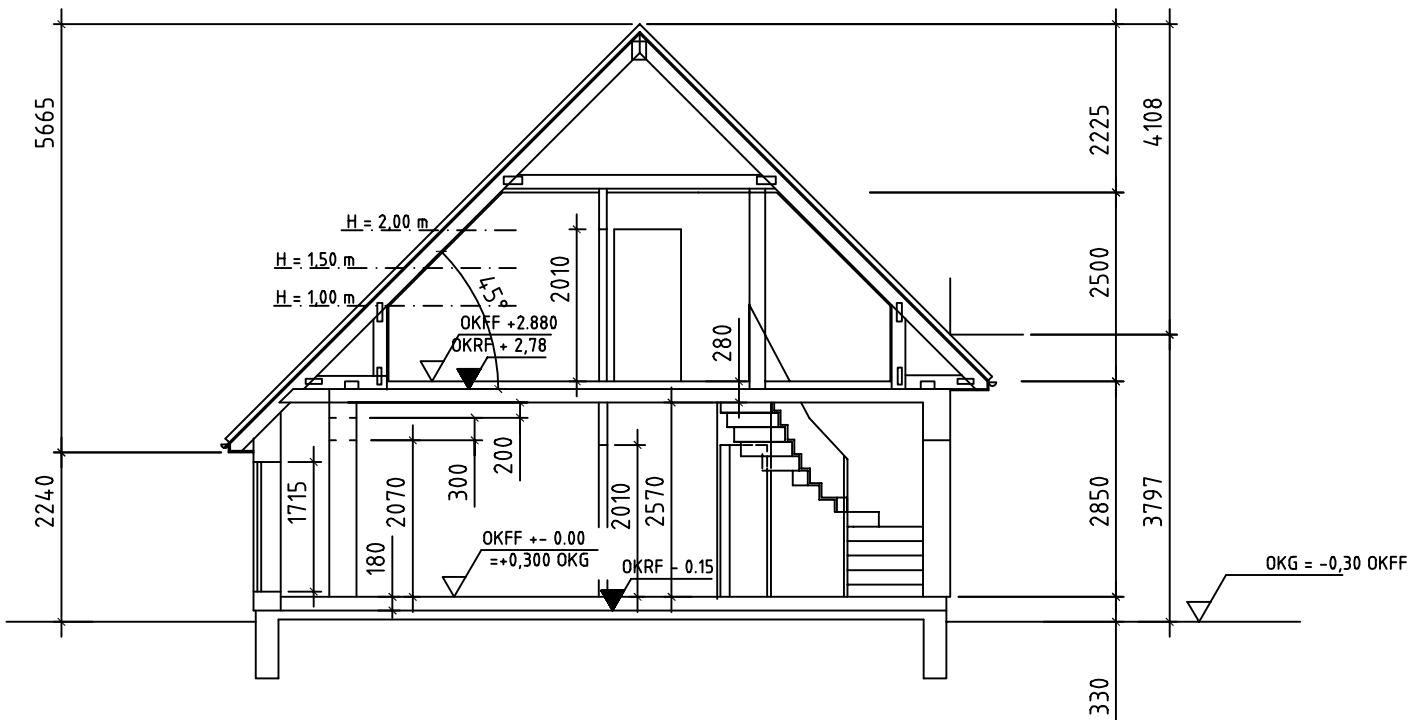 5665
2240
H = 2,00 m
H = 1,50 m
H = 1,00 m
45°
OKFF +2.880
OKRF + 2,78
2010
280
1715
180
2070
300
200
2010
2570
OKFF +- 0.00
=+0,300 OKG
OKRF - 0.15
2225
2500
2850
330
4108
3797
OKG = -0,30 OKFF